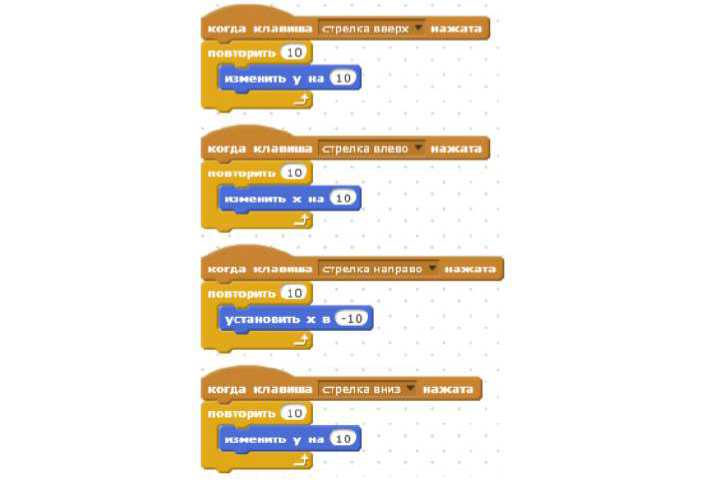 когда клавиша стрелка вверх нажата
повторить 10
изменить y на 10
когда клавиша стрелка влево нажата
повторить 10
изменить x на 10
когда клавиша стрелка направо нажата
повторить 10
установить x в -10
когда клавиша стрелка вниз нажата
повторить 10
изменить y на 10